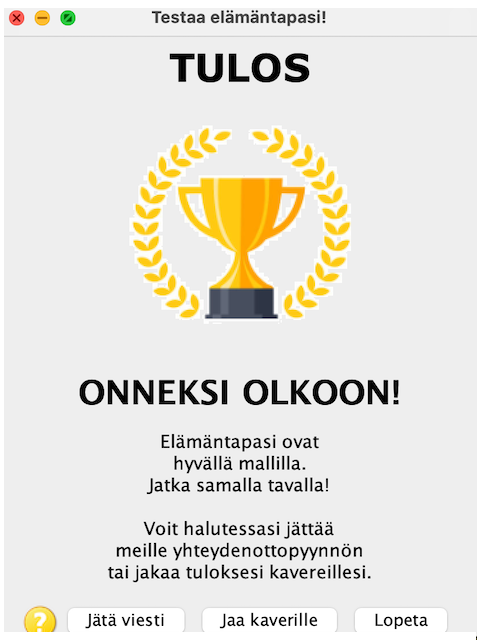 Testaa elämäntapasi!
TULOS
ONNEKSI OLKOON!
Elämäntapasi ovat
hyvällä mallilla.
Jatka samalla tavalla!
Voit halutessasi jättää
meille yhteydenottopyynnön
tai jakaa tuloksesi kavereillesi.
? Jätä viesti Jaa kaverille Lopeta